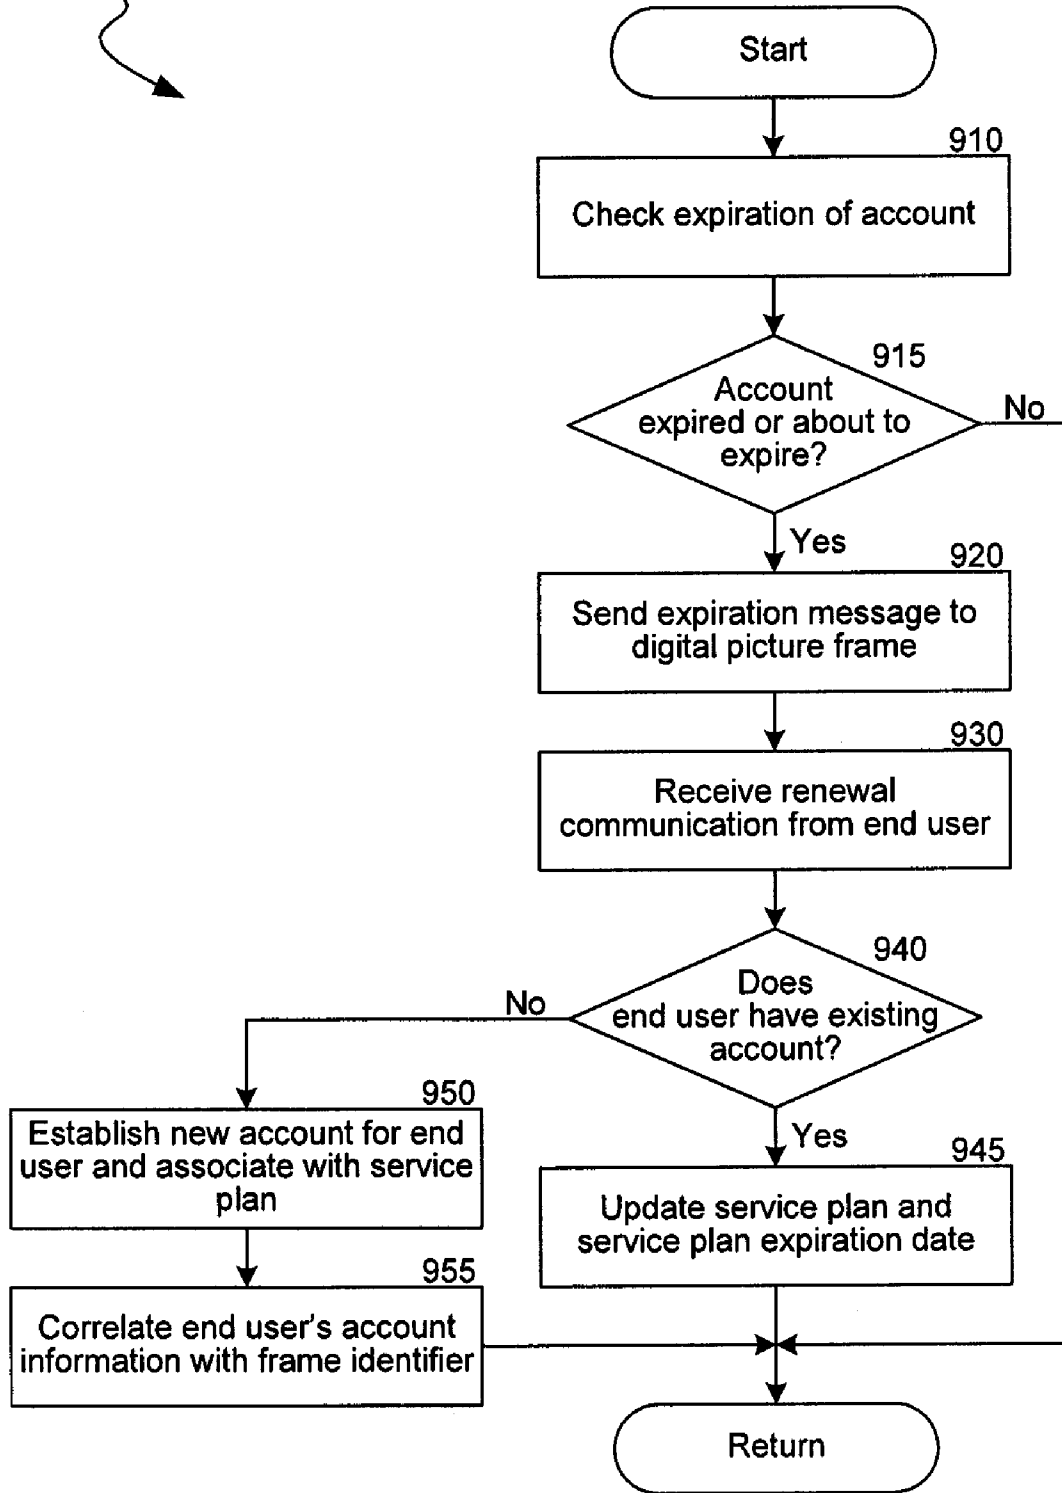 Start
910
Check expiration of account
915
Account
expired or about to
expire?
No
Yes
920
Send expiration message to
digital picture frame
930
Receive renewal
communication from end user
940
Does
end user have existing
account?
No
Yes
950
Establish new account for end
user and associate with service
plan
945
Update service plan and
service plan expiration date
955
Correlate end user's account
information with frame identifier
Return